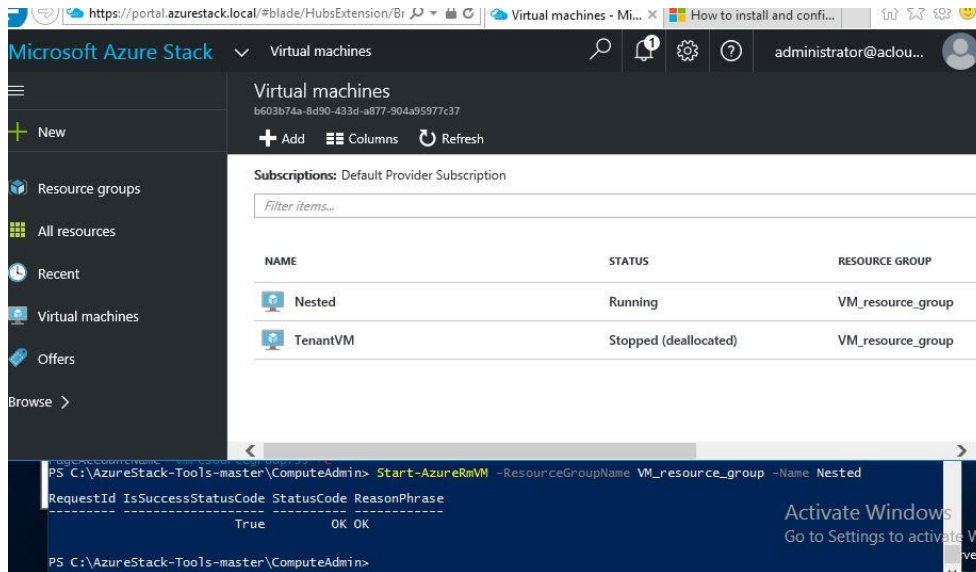 https://portal.azurestack.local/#blade/HubsExtension/Br
Virtual machines - Mi...
How to install and confi...
Microsoft Azure Stack
Virtual machines
1
administrator@aclou...
Virtual machines
b603b74a-8d90-433d-a877-904a95977c37
New
Add Columns Refresh
Subscriptions: Default Provider Subscription
Resource groups
Filter items...
All resources
NAME STATUS RESOURCE GROUP
Recent
Nested Running VM_resource_group
Virtual machines
TenantVM Stopped (deallocated) VM_resource_group
Offers
Browse >
PS C:\AzureStack-Tools-master\ComputeAdmin> Start-AzureRmVM -ResourceGroupName VM_resource_group -Name Nested
RequestId IsSuccessStatusCode StatusCode ReasonPhrase
--------- ------------------- ---------- ------------
True OK OK
Activate Windows
Go to Settings to activate
PS C:\AzureStack-Tools-master\ComputeAdmin>